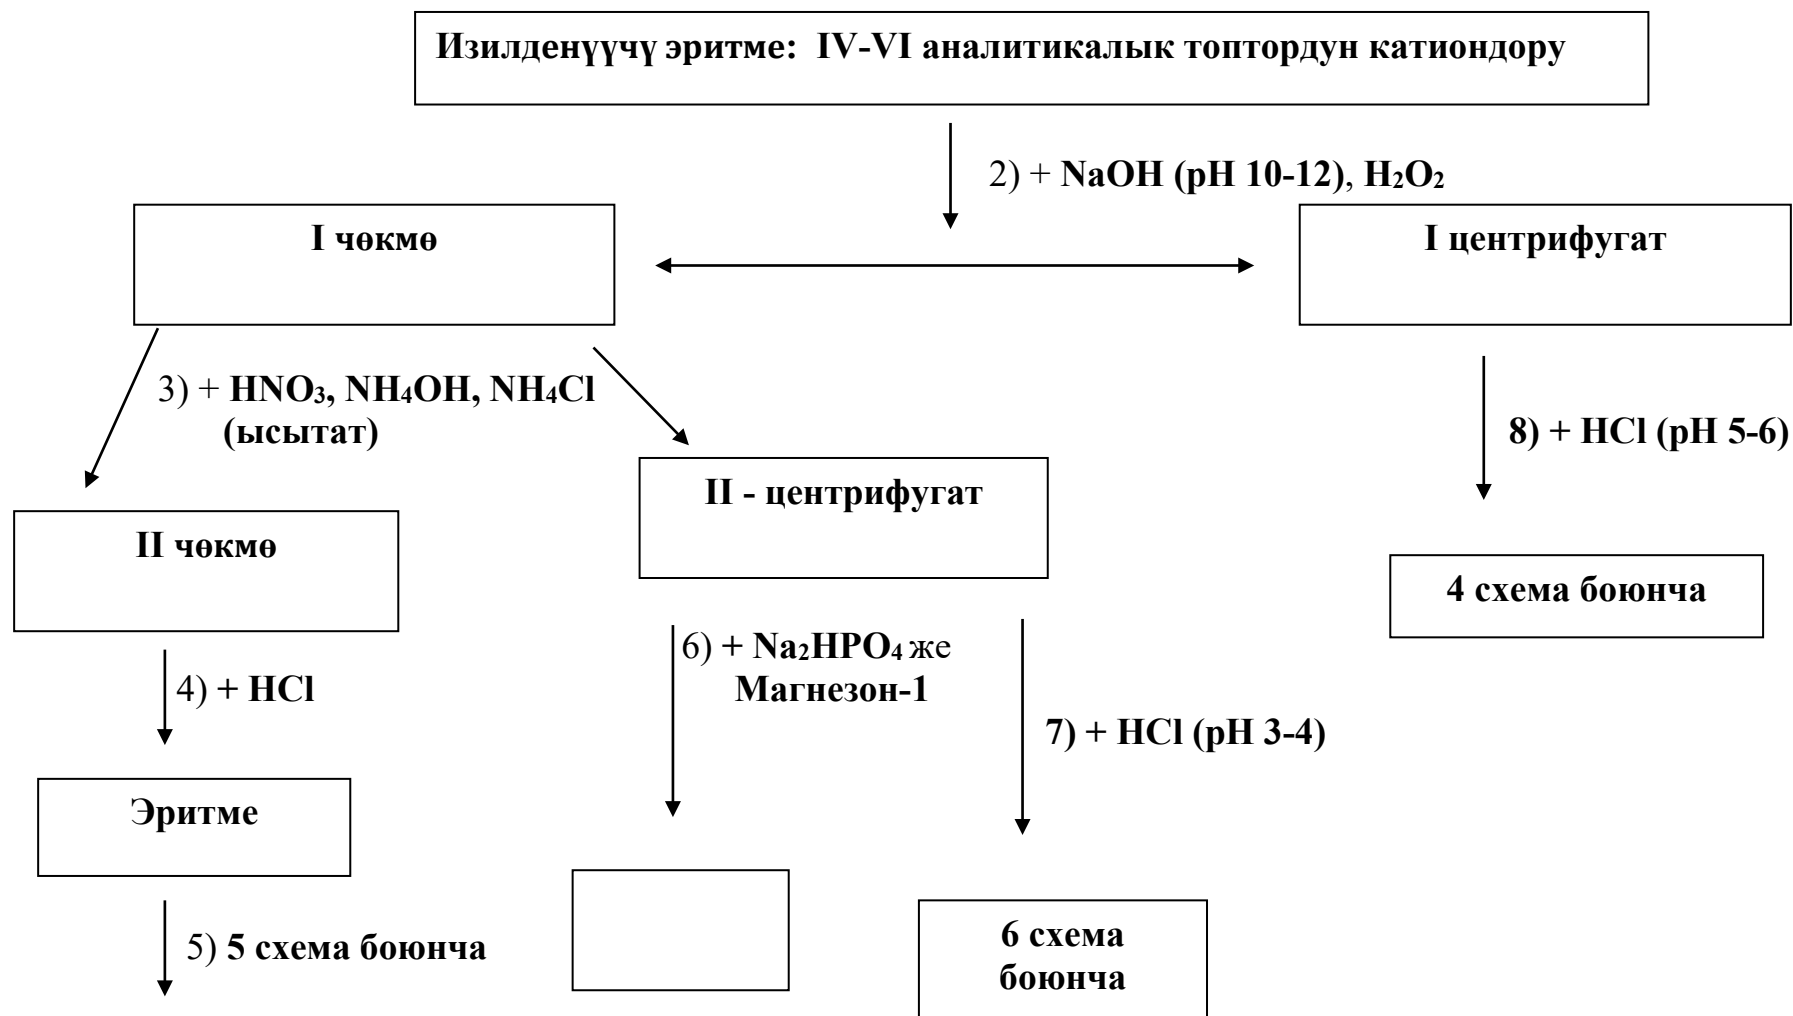 Изилденүүчү эритме: IV-VI аналитикалык топтордун катиондору
2) + NaOH (pH 10-12), H₂O₂
I чөкмө
I центрифугат
3) + HNO₃, NH₄OH, NH₄Cl
(ысытат)
8) + HCl (pH 5-6)
II - центрифугат
II чөкмө
4 схема боюнча
6) + Na₂HPO₄ же
Магнезон-1
4) + HCl
7) + HCl (pH 3-4)
Эритме
5) 5 схема боюнча
6 схема
боюнча